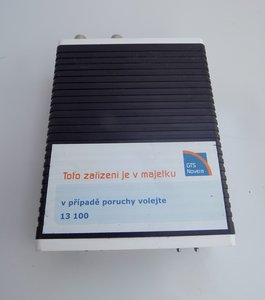 Toto zařízení je v majetku
GTS
Novera
v případě poruchy volejte
13 100